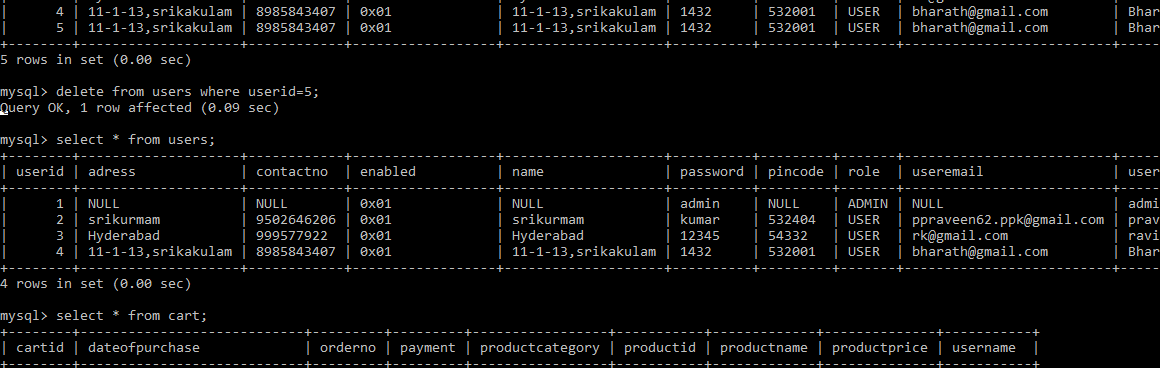 |      4 | 11-1-13,srikakulam | 8985843407 | 0x01             | 11-1-13,srikakulam | 1432     | 532001  | USER  | bharath@gmail.com       | Bhar
|      5 | 11-1-13,srikakulam | 8985843407 | 0x01             | 11-1-13,srikakulam | 1432     | 532001  | USER  | bharath@gmail.com       | Bhar
5 rows in set (0.00 sec)
mysql> delete from users where userid=5;
Query OK, 1 row affected (0.09 sec)
mysql> select * from users;
| userid | adress             | contactno  | enabled          | name               | password | pincode | role  | useremail               | user
|      1 | NULL               | NULL       | 0x01             | NULL               | admin    | NULL    | ADMIN | NULL                    | admi
|      2 | srikurmam          | 9502646206 | 0x01             | srikurmam          | kumar    | 532404  | USER  | ppraveen62.ppk@gmail.com | prav
|      3 | Hyderabad          | 999577922  | 0x01             | Hyderabad          | 12345    | 54332   | USER  | rk@gmail.com            | ravi
|      4 | 11-1-13,srikakulam | 8985843407 | 0x01             | 11-1-13,srikakulam | 1432     | 532001  | USER  | bharath@gmail.com       | Bhar
4 rows in set (0.00 sec)
mysql> select * from cart;
| cartid | dateofpurchase             | orderno | payment | productcategory | productid | productname | productprice | username  |